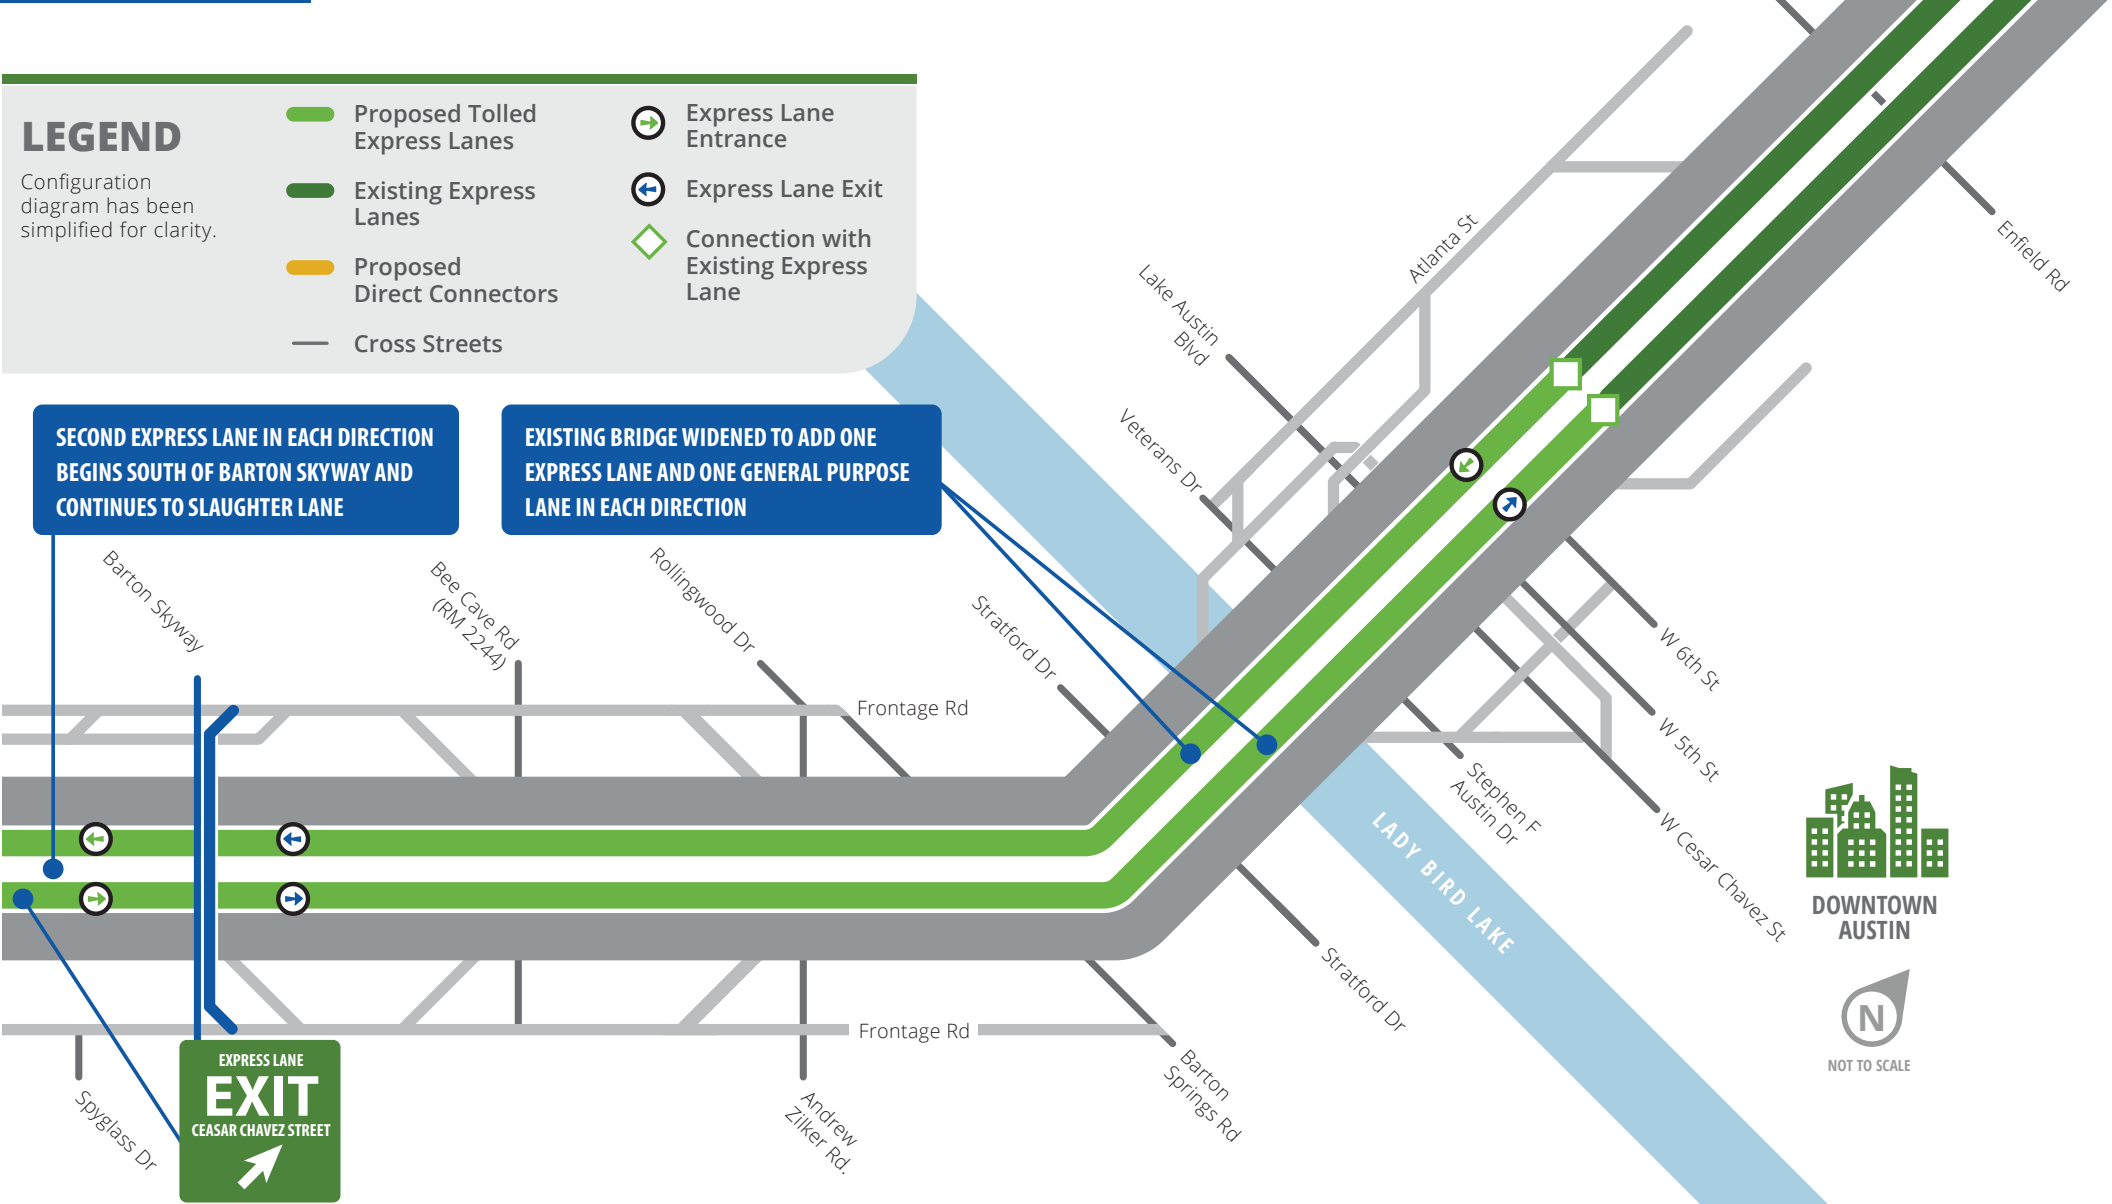 LEGEND
Configuration
diagram has been
simplified for clarity.
Proposed Tolled
Express Lanes
Existing Express
Lanes
Proposed
Direct Connectors
Cross Streets
Express Lane
Entrance
Express Lane Exit
Connection with
Existing Express
Lane
SECOND EXPRESS LANE IN EACH DIRECTION
BEGINS SOUTH OF BARTON SKYWAY AND
CONTINUES TO SLAUGHTER LANE
EXISTING BRIDGE WIDENED TO ADD ONE
EXPRESS LANE AND ONE GENERAL PURPOSE
LANE IN EACH DIRECTION
Atlanta St
Enfield Rd
Lake Austin
Blvd
Veterans Dr
Barton Skyway
Bee Cave Rd
(RM 2244)
Rollingwood Dr
Stratford Dr
Frontage Rd
W 6th St
W 5th St
W Cesar Chavez St
Stephen F
Austin Dr
LADY BIRD LAKE
Stratford Dr
Frontage Rd
Barton
Springs Rd
Andrew
Zilker Rd.
Spyglass Dr
EXPRESS LANE
EXIT
CEASAR CHAVEZ STREET
DOWNTOWN
AUSTIN
N
NOT TO SCALE